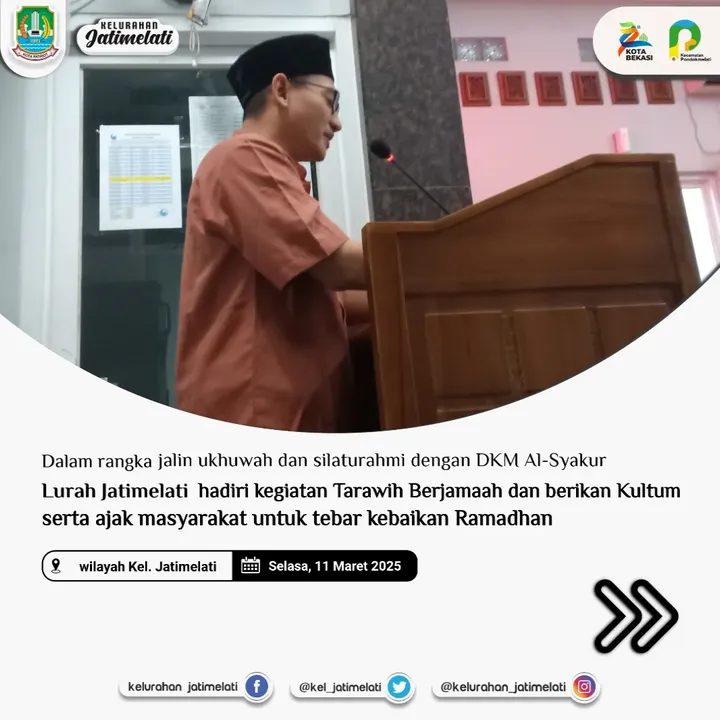 KELURAHAN
Jatimelati
KOTA
BEKASI
Kecamatan
Pondokmelati
Dalam rangka jalin ukhuwah dan silaturahmi dengan DKM Al-Syakur
Lurah Jatimelati hadiri kegiatan Tarawih Berjamaah dan berikan Kultum
serta ajak masyarakat untuk tebar kebaikan Ramadhan
wilayah Kel. Jatimelati
Selasa, 11 Maret 2025
kelurahan jatimelati
@kel_jatimelati
@kelurahan_jatimelati